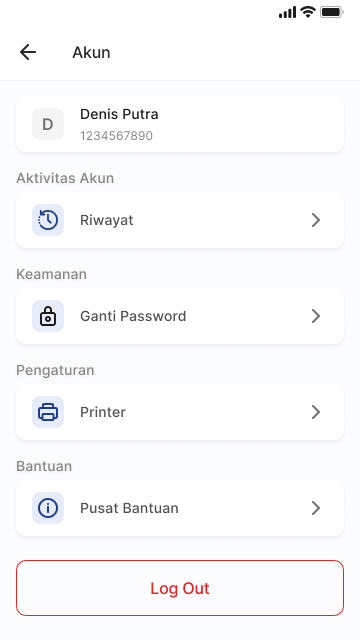 Akun
D
Denis Putra
1234567890
Aktivitas Akun
Riwayat
Keamanan
Ganti Password
Pengaturan
Printer
Bantuan
Pusat Bantuan
Log Out